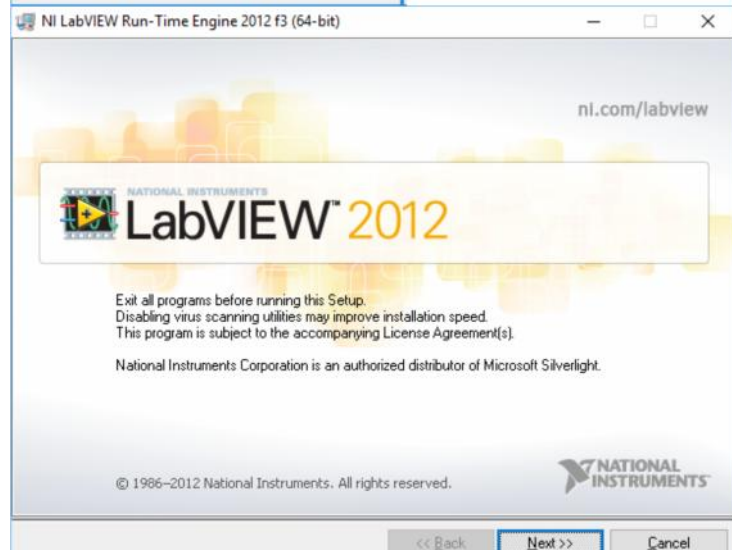 NI LabVIEW Run-Time Engine 2012 f3 (64-bit)
ni.com/labview
NATIONAL INSTRUMENTS
LabVIEW™ 2012
Exit all programs before running this Setup.
Disabling virus scanning utilities may improve installation speed.
This program is subject to the accompanying License Agreement(s).
National Instruments Corporation is an authorized distributor of Microsoft Silverlight.
© 1986–2012 National Instruments. All rights reserved.
NATIONAL
INSTRUMENTS™
<< Back Next >> Cancel